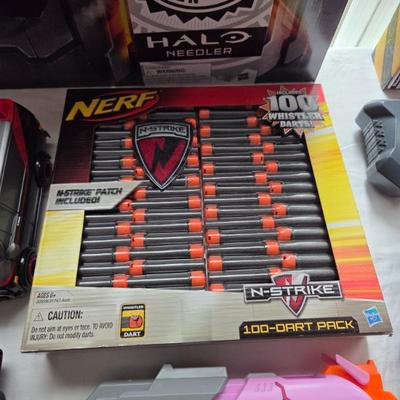 HALO
NEEDLER
WARNING:
NERF
INCLUDES
100
WHISTLER
DARTS!
N-STRIKE
N-STRIKE PATCH
INCLUDED!
N-STRIKE
AGES 8+
CAUTION:
Do not aim at eyes or face. TO AVOID
INJURY: Do not modify darts.
WHISTLER
DART
100-DART PACK
Hasbro